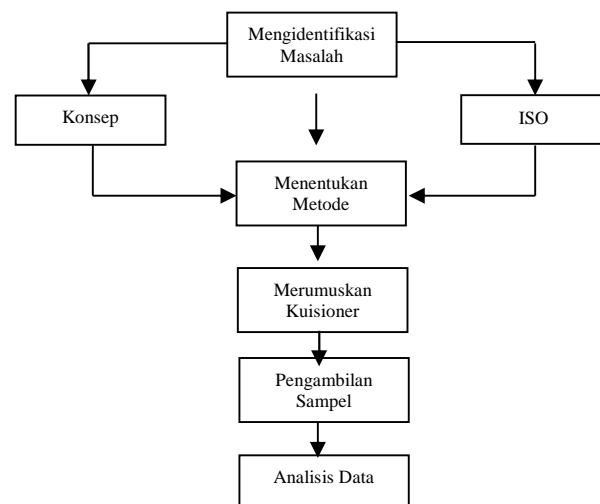 Mengidentifikasi
Masalah
Konsep
ISO
Menentukan
Metode
Merumuskan
Kuisioner
Pengambilan
Sampel
Analisis Data